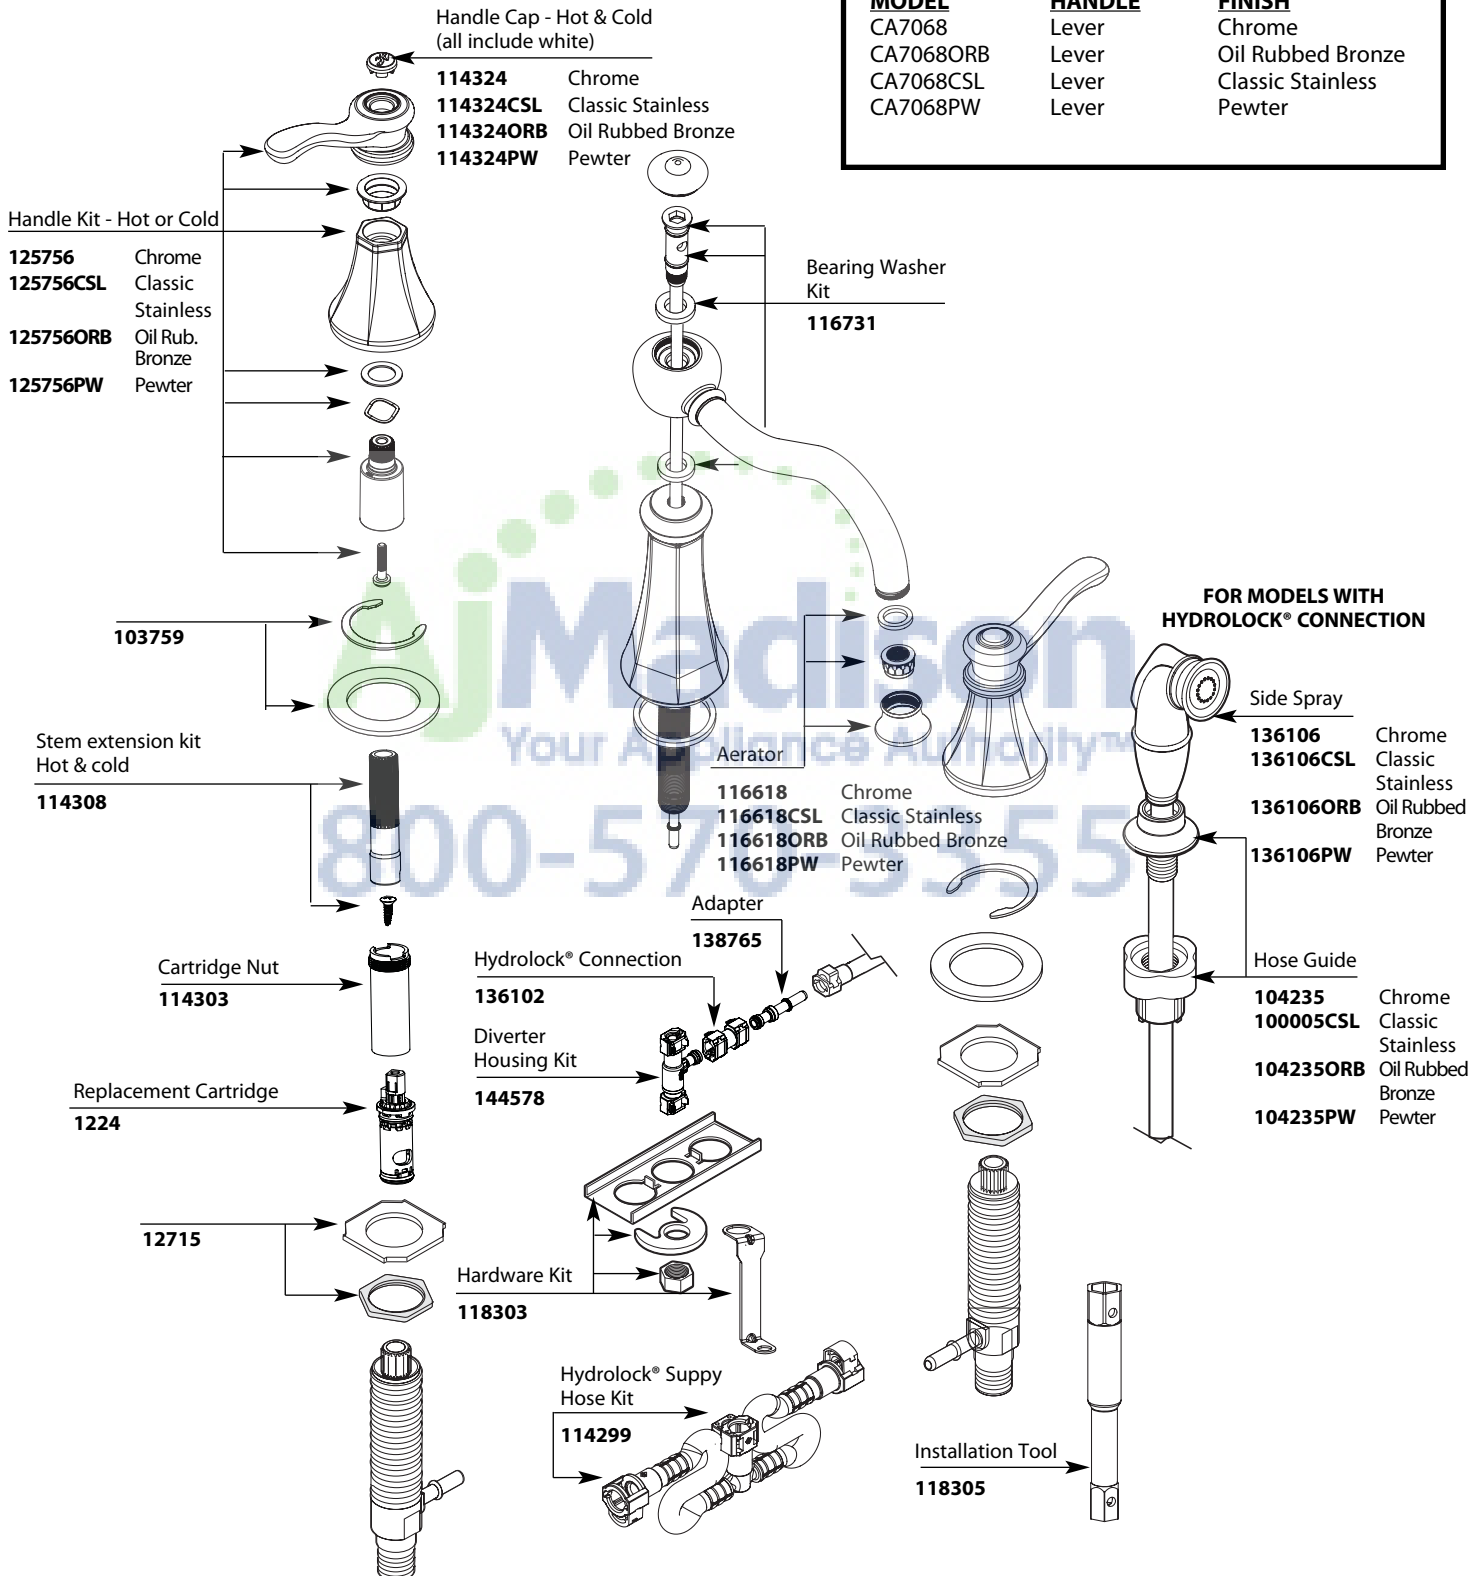 MODEL HANDLE FINISH
CA7068 Lever Chrome
CA7068ORB Lever Oil Rubbed Bronze
CA7068CSL Lever Classic Stainless
CA7068PW Lever Pewter
Handle Cap - Hot & Cold
(all include white)
114324 Chrome
114324CSL Classic Stainless
114324ORB Oil Rubbed Bronze
114324PW Pewter
Handle Kit - Hot or Cold
125756 Chrome
125756CSL Classic
Stainless
125756ORB Oil Rub.
Bronze
125756PW Pewter
Bearing Washer
Kit
116731
103759
Stem extension kit
Hot & cold
114308
Aerator
116618 Chrome
116618CSL Classic Stainless
116618ORB Oil Rubbed Bronze
116618PW Pewter
FOR MODELS WITH
HYDROLOCK® CONNECTION
Side Spray
136106 Chrome
136106CSL Classic
Stainless
136106ORB Oil Rubbed
Bronze
136106PW Pewter
Adapter
138765
Hydrolock® Connection
136102
Diverter
Housing Kit
144578
Hose Guide
104235 Chrome
100005CSL Classic
Stainless
104235ORB Oil Rubbed
Bronze
104235PW Pewter
Cartridge Nut
114303
Replacement Cartridge
1224
12715
Hardware Kit
118303
Hydrolock® Suppy
Hose Kit
114299
Installation Tool
118305
AjMadison
Your Appliance Authority™
800-570-3355